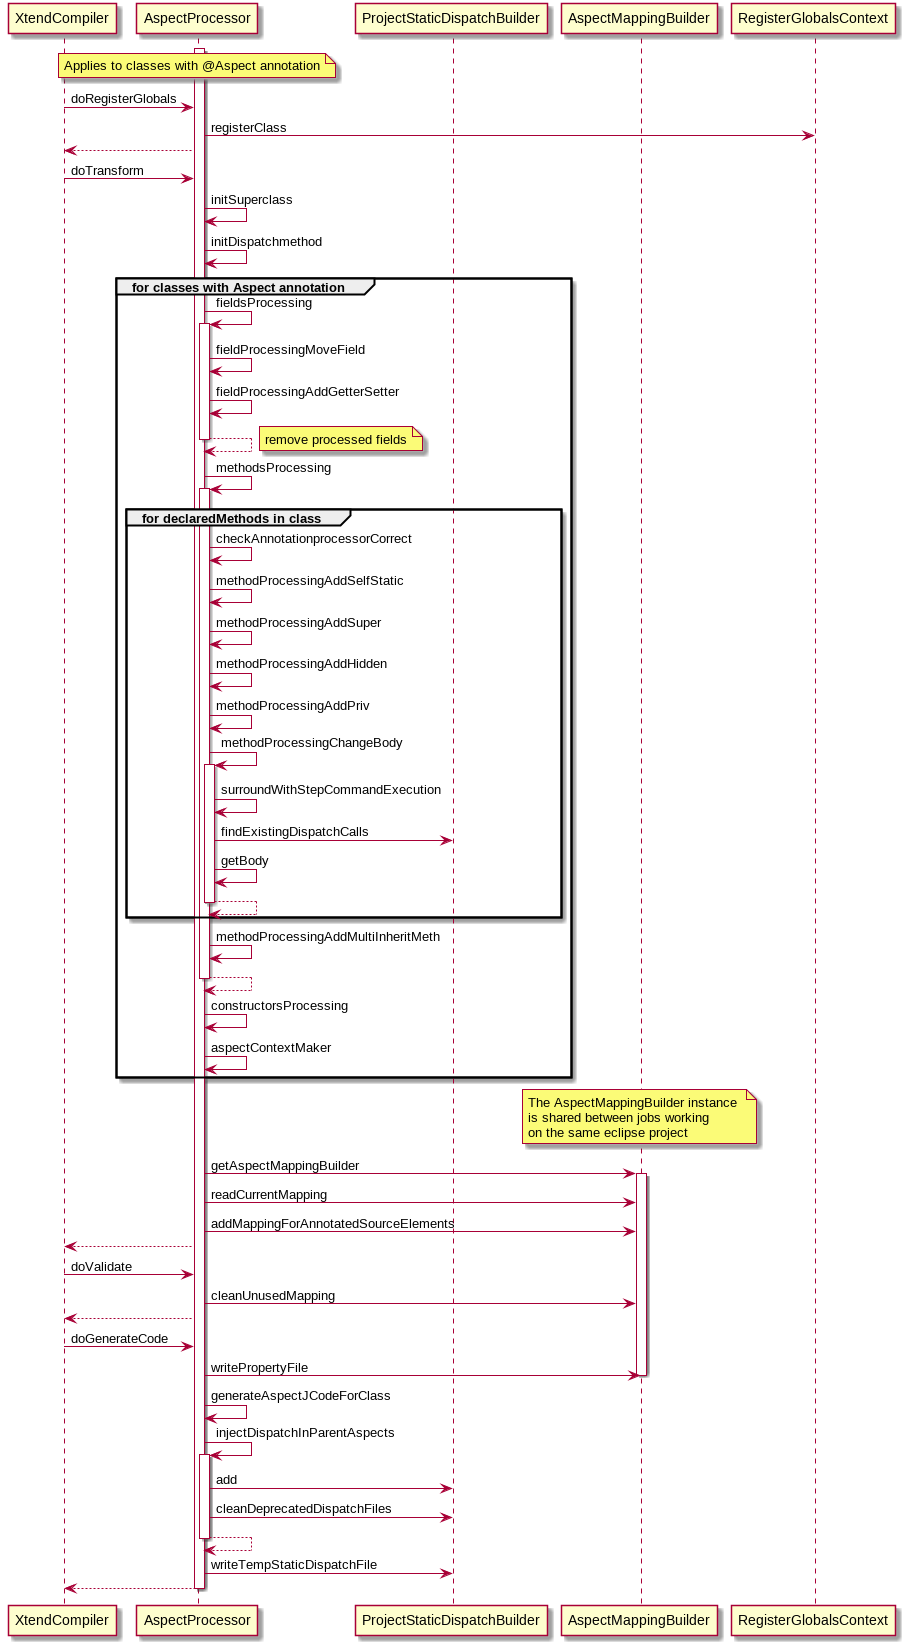 XtendCompiler AspectProcessor ProjectStaticDispatchBuilder AspectMappingBuilder RegisterGlobalsContext
Applies to classes with @Aspect annotation
doRegisterGlobals
registerClass
doTransform
initSuperclass
initDispatchmethod
for classes with Aspect annotation
fieldsProcessing
fieldProcessingMoveField
fieldProcessingAddGetterSetter
remove processed fields
methodsProcessing
for declaredMethods in class
checkAnnotationprocessorCorrect
methodProcessingAddSelfStatic
methodProcessingAddSuper
methodProcessingAddHidden
methodProcessingAddPriv
methodProcessingChangeBody
surroundWithStepCommandExecution
findExistingDispatchCalls
getBody
methodProcessingAddMultiInheritMeth
constructorsProcessing
aspectContextMaker
The AspectMappingBuilder instance
is shared between jobs working
on the same eclipse project
getAspectMappingBuilder
readCurrentMapping
addMappingForAnnotatedSourceElements
doValidate
cleanUnusedMapping
doGenerateCode
writePropertyFile
generateAspectJCodeForClass
injectDispatchInParentAspects
add
cleanDeprecatedDispatchFiles
writeTempStaticDispatchFile
XtendCompiler AspectProcessor ProjectStaticDispatchBuilder AspectMappingBuilder RegisterGlobalsContext